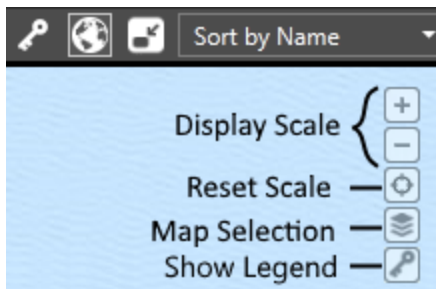 Sort by Name
Display Scale
Reset Scale
Map Selection
Show Legend